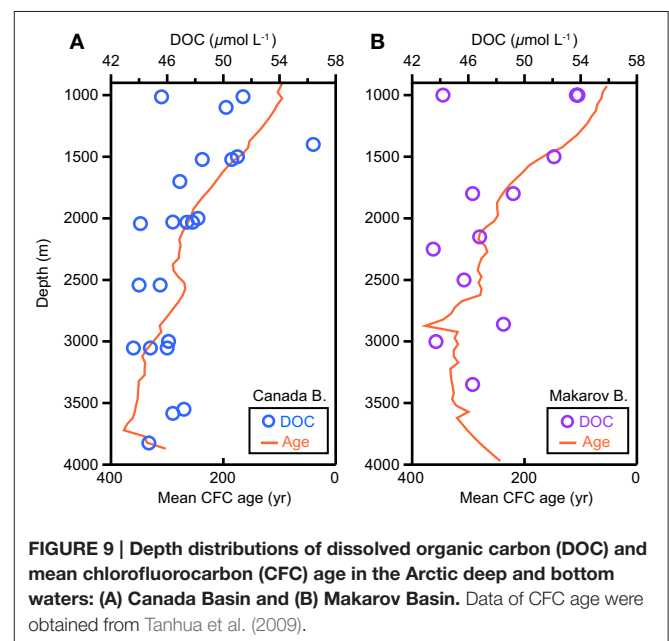 A
DOC (µmol L⁻¹)
42 46 50 54 58
B
DOC (µmol L⁻¹)
42 46 50 54 58
Depth (m)
1000
1500
2000
2500
3000
3500
4000
Canada B.
DOC
Age
400 200 0
Mean CFC age (yr)
1000
1500
2000
2500
3000
3500
4000
Makarov B.
DOC
Age
400 200 0
Mean CFC age (yr)
FIGURE 9 | Depth distributions of dissolved organic carbon (DOC) and
mean chlorofluorocarbon (CFC) age in the Arctic deep and bottom
waters: (A) Canada Basin and (B) Makarov Basin. Data of CFC age were
obtained from Tanhua et al. (2009).